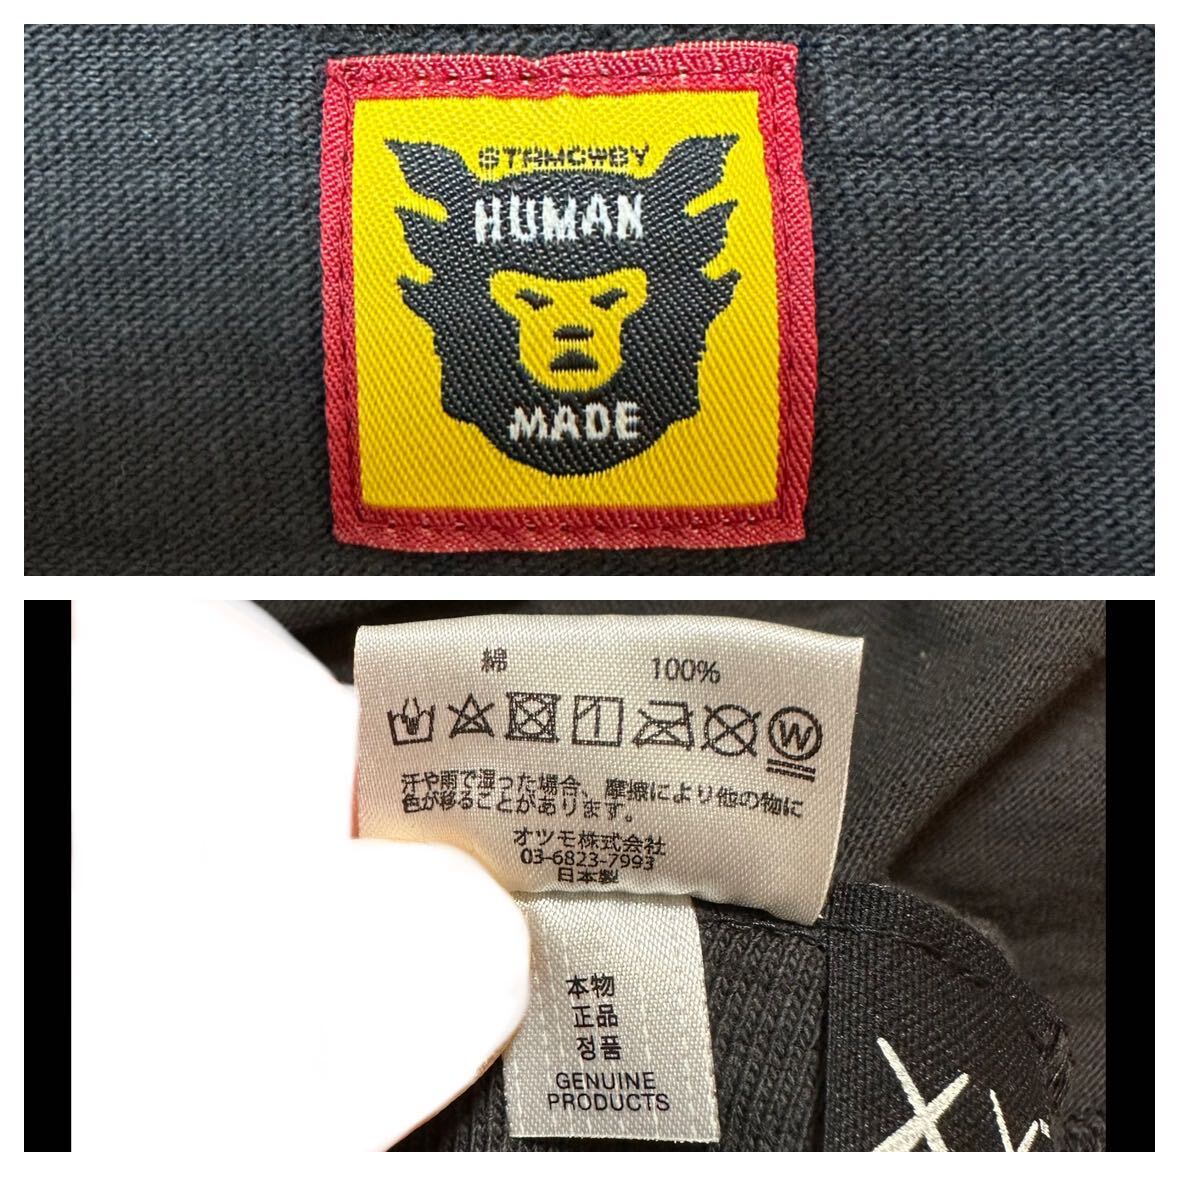 STRMCWBY
HUMAN
MADE
綿 100%
1
W
汗や雨で湿った場合、摩擦により他の物に
色が移ることがあります。
オツモ株式会社
03-6823-7993
日本製
本物
正品
정품
GENUINE
PRODUCTS